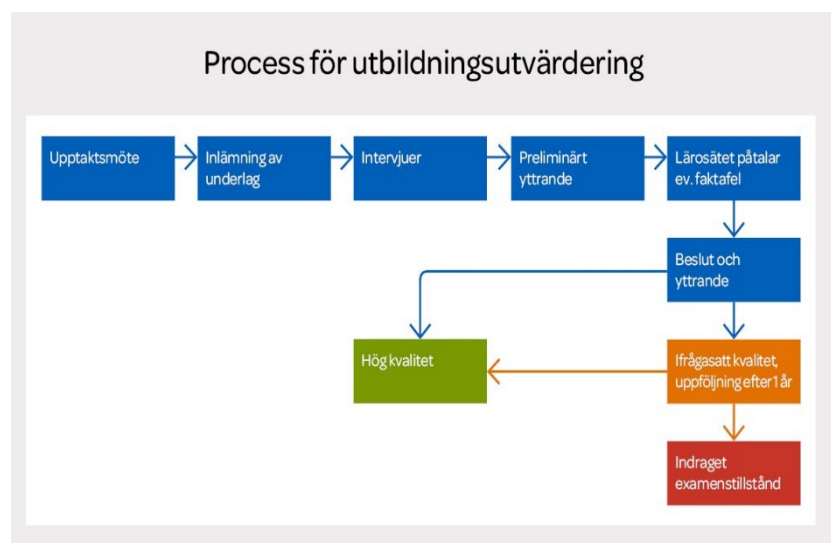 Process för utbildningsutvärdering
Upptaktsmöte
Inlämning av
underlag
Intervjuer
Preliminärt
yttrande
Lärosätet påtalar
ev. faktafel
Beslut och
yttrande
Hög kvalitet
Ifrågasatt kvalitet,
uppföljning efter 1 år
Indraget
examenstillstånd